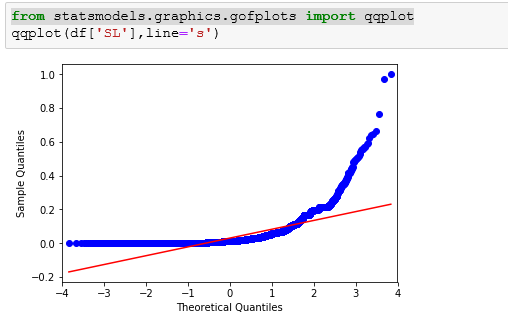 from statsmodels.graphics.gofplots import qqplot
qqplot(df['SL'],line='s')
1.0
0.8
0.6
0.4
0.2
0.0
−0.2
Sample Quantiles
−4 −3 −2 −1 0 1 2 3 4
Theoretical Quantiles